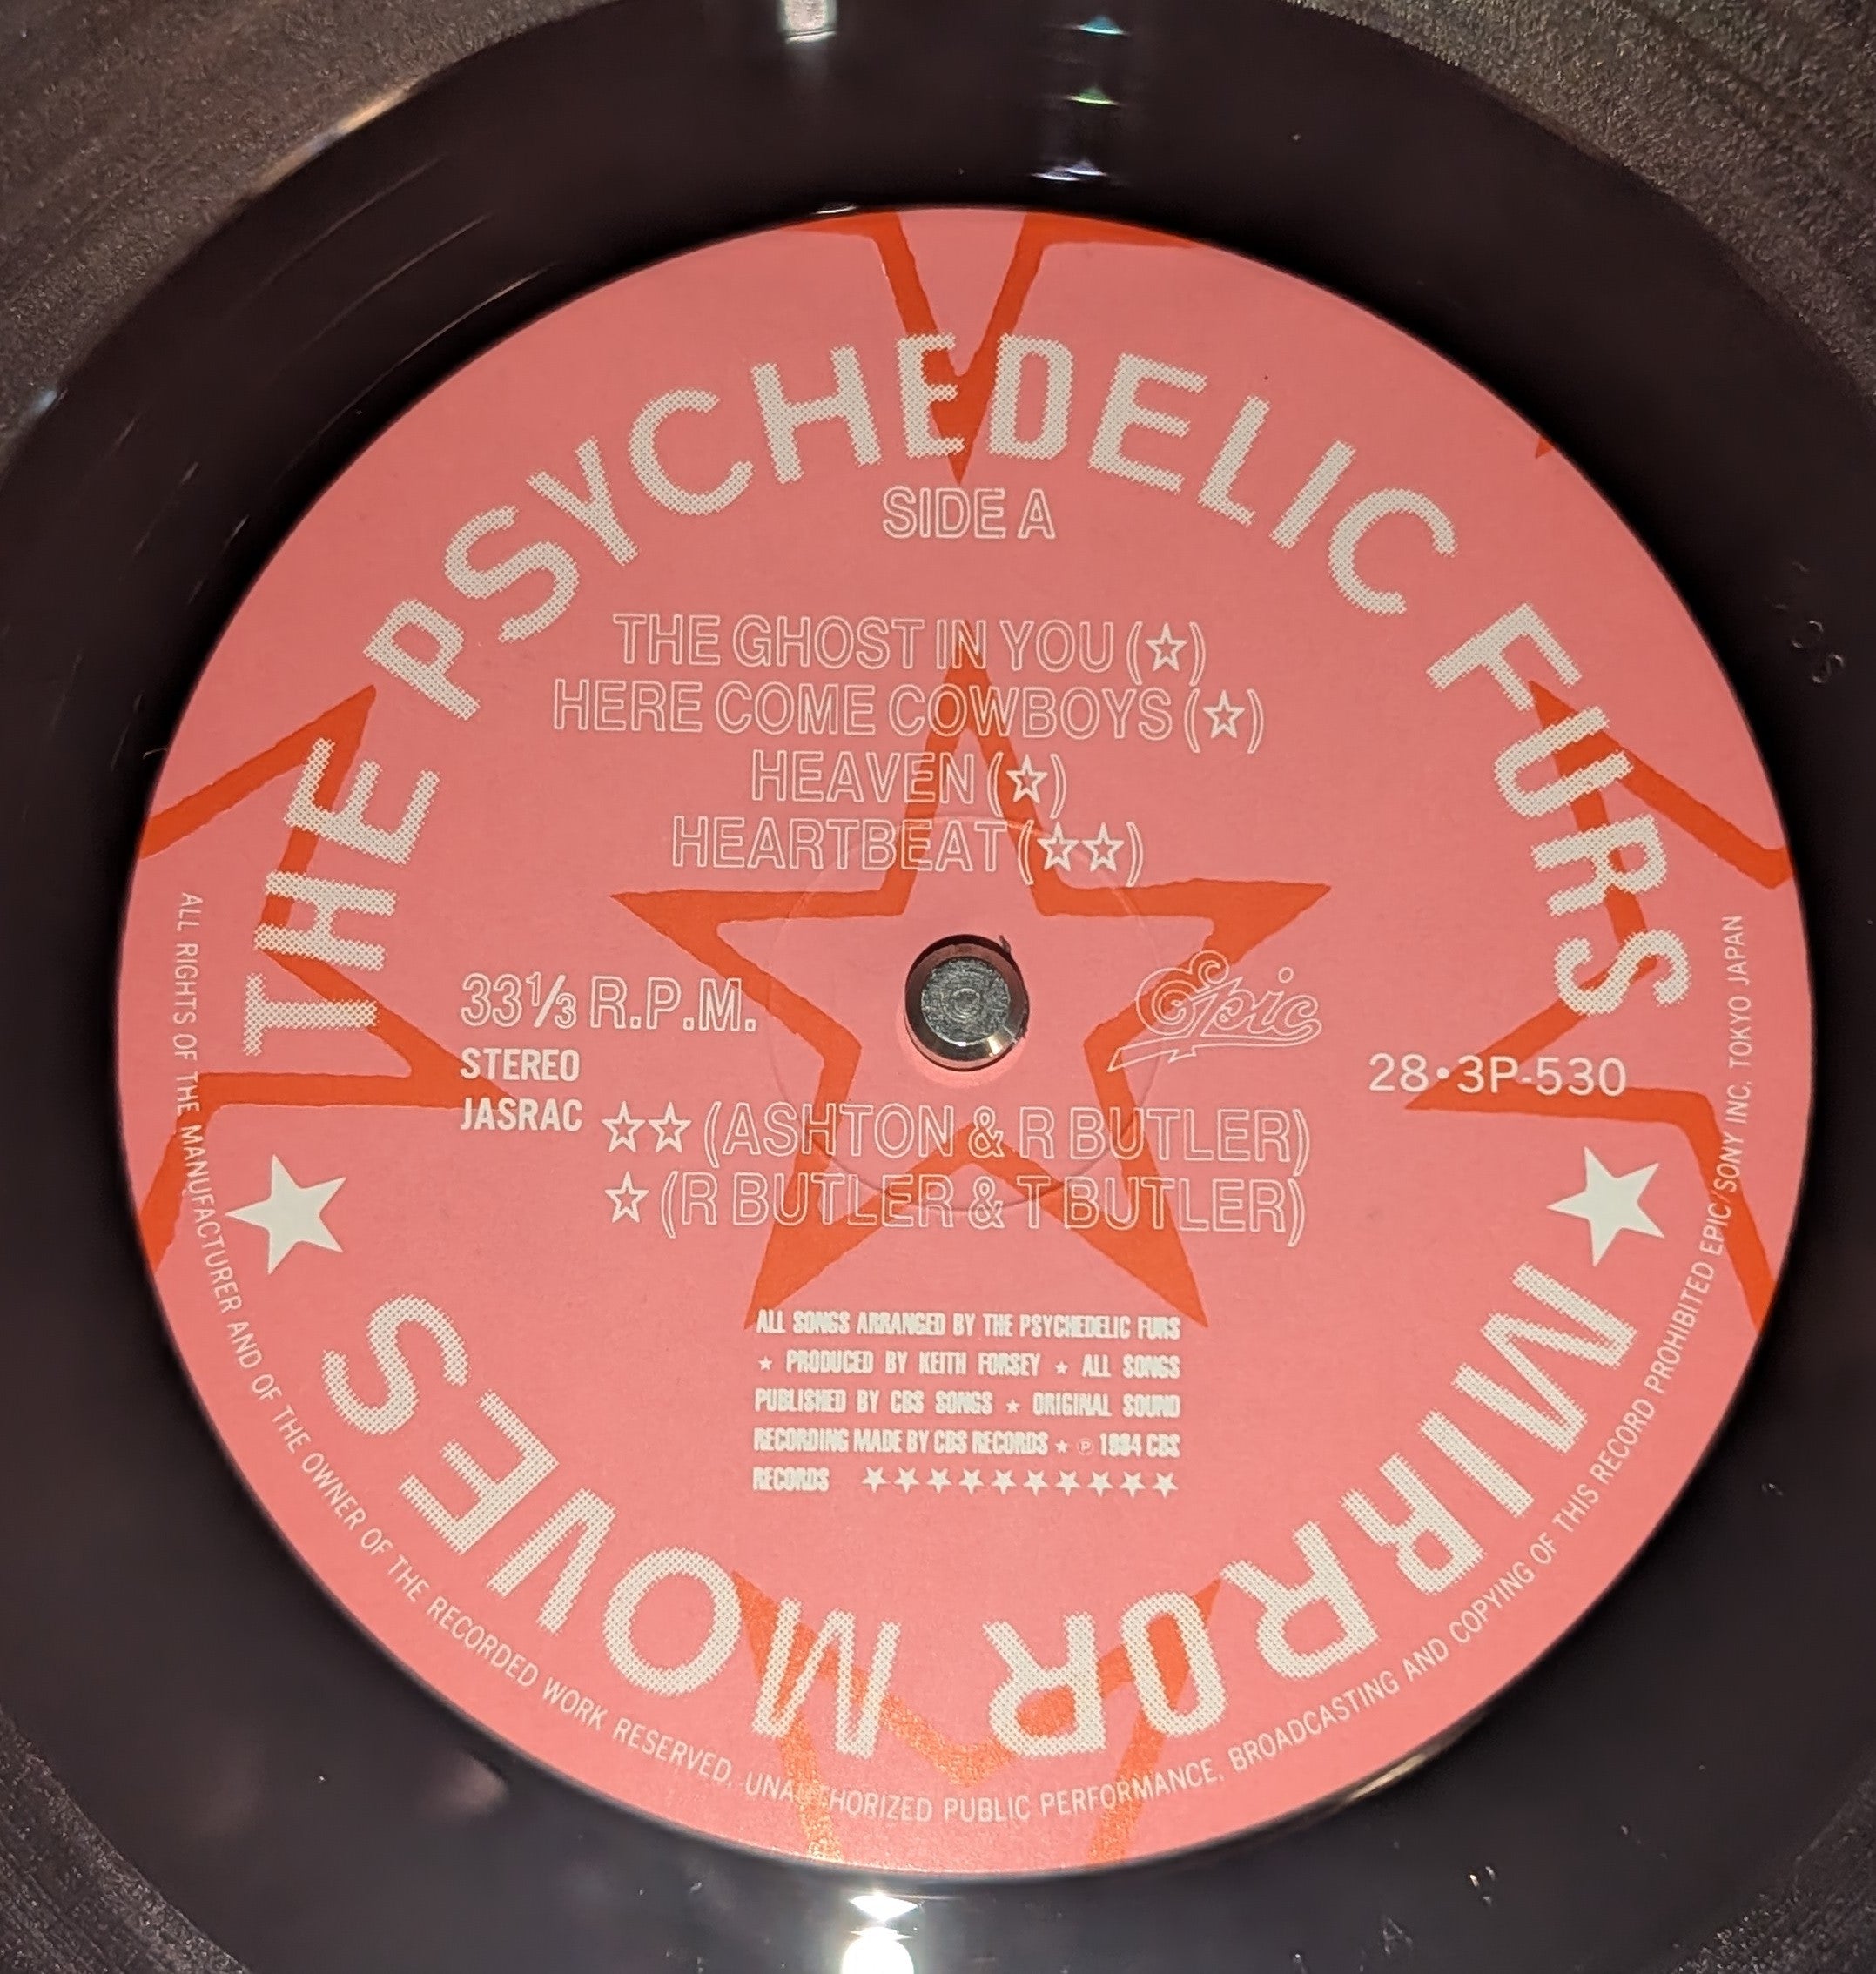 THE PSYCHEDELIC FURS
SIDE A
THE GHOST IN YOU (☆)
HERE COME COWBOYS (☆)
HEAVEN (☆)
HEARTBEAT (☆☆)
33⅓ R.P.M.
Epic
STEREO
28・3P-530
JASRAC
☆☆ (ASHTON & R BUTLER)
☆ (R BUTLER & T BUTLER)
ALL SONGS ARRANGED BY THE PSYCHEDELIC FURS
★ PRODUCED BY KEITH FORSEY ★ ALL SONGS
PUBLISHED BY CBS SONGS ★ ORIGINAL SOUND
RECORDING MADE BY CBS RECORDS ★ ℗ 1984 CBS
RECORDS ★★★★★★★★★★
★ MIRROR MOVES ★
ALL RIGHTS OF THE MANUFACTURER AND OF THE OWNER OF THE RECORDED WORK RESERVED. UNAUTHORIZED PUBLIC PERFORMANCE, BROADCASTING AND COPYING OF THIS RECORD PROHIBITED EPIC/SONY INC. TOKYO JAPAN